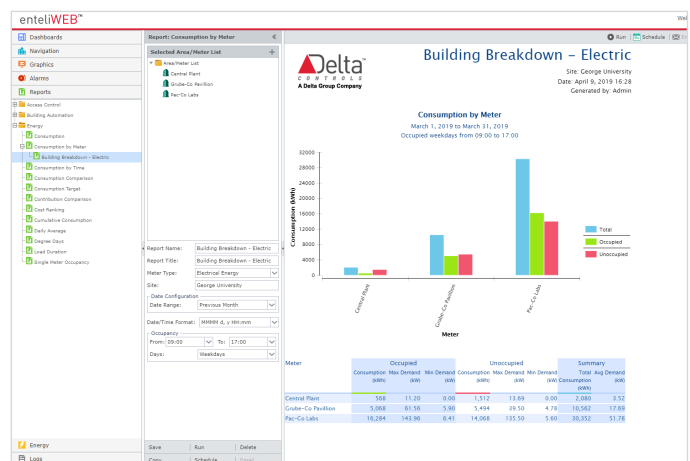 enteliWEB™
Wel
Dashboards
Navigation
Graphics
Alarms
Reports
Access Control
Building Automation
Energy
Consumption
Consumption by Meter
Building Breakdown - Electric
Consumption by Time
Consumption Comparison
Consumption Target
Contribution Comparison
Cost Ranking
Cumulative Consumption
Daily Average
Degree Days
Load Duration
Single Meter Occupancy
Energy
Logs
Report: Consumption by Meter
Selected Area/Meter List +
Area/Meter List
Central Plant
Grube-Co Pavillion
Pac-Co Labs
Report Name: Building Breakdown - Electric
Report Title: Building Breakdown - Electric
Meter Type: Electrical Energy
Site: George University
Date Configuration
Date Range: Previous Month
Date/Time Format: MMMM d, y HH:mm
Occupancy
From: 09:00 To: 17:00
Days: Weekdays
Save Run Delete
Copy Schedule Email
Run Schedule
Delta™
CONTROLS
A Delta Group Company
Building Breakdown - Electric
Site: George University
Date: April 9, 2019 16:28
Generated by: Admin
Consumption by Meter
March 1, 2019 to March 31, 2019
Occupied weekdays from 09:00 to 17:00
Consumption (kWh)
32000
28000
24000
20000
16000
12000
8000
4000
0
Central Plant
Grube-Co Pavillion
Pac-Co Labs
Meter
Total
Occupied
Unoccupied
Meter Occupied Unoccupied Summary
Consumption Max Demand Min Demand Consumption Max Demand Min Demand Total Avg Demand
(kWh) (kW) (kW) (kWh) (kW) (kW) Consumption (kW)
(kWh)
Central Plant 568 11.20 0.00 1,512 13.69 0.00 2,080 3.52
Grube-Co Pavillion 5,068 61.56 5.90 5,494 39.50 4.78 10,562 17.69
Pac-Co Labs 16,284 143.96 6.41 14,068 135.50 5.60 30,352 51.78